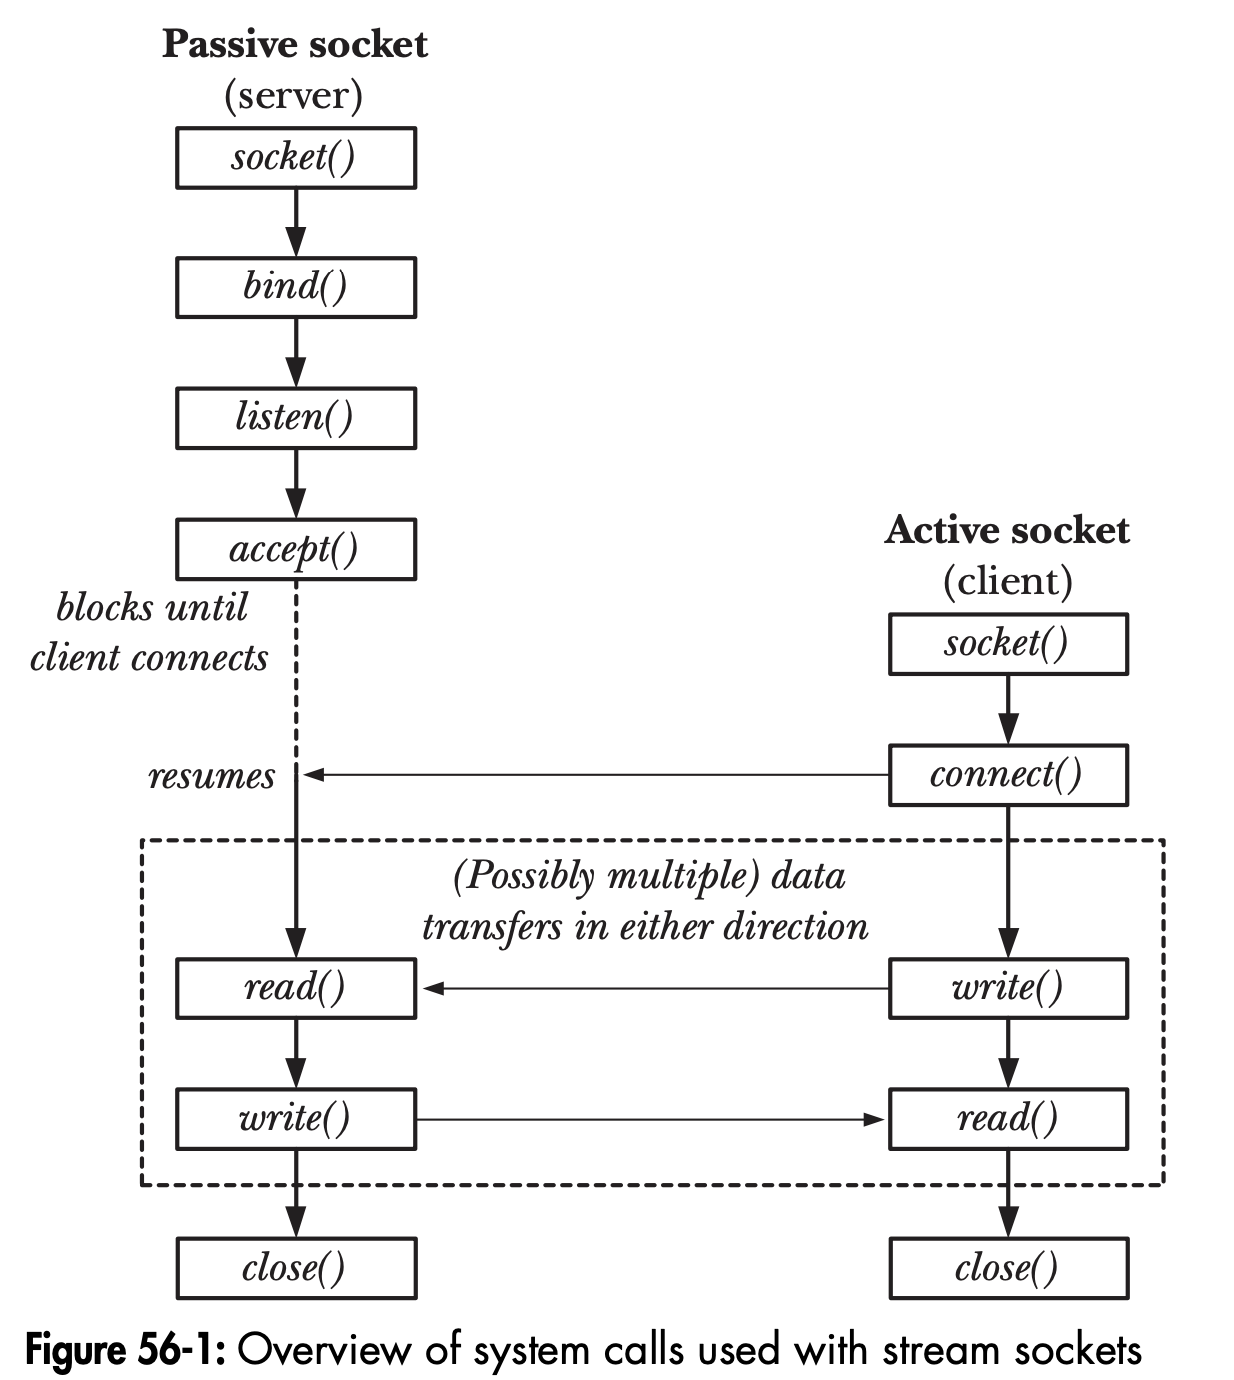 Passive socket
(server)
socket()
bind()
listen()
accept()
blocks until
client connects
resumes
Active socket
(client)
socket()
connect()
(Possibly multiple) data
transfers in either direction
read()
write()
write()
read()
close()
close()
Figure 56-1: Overview of system calls used with stream sockets